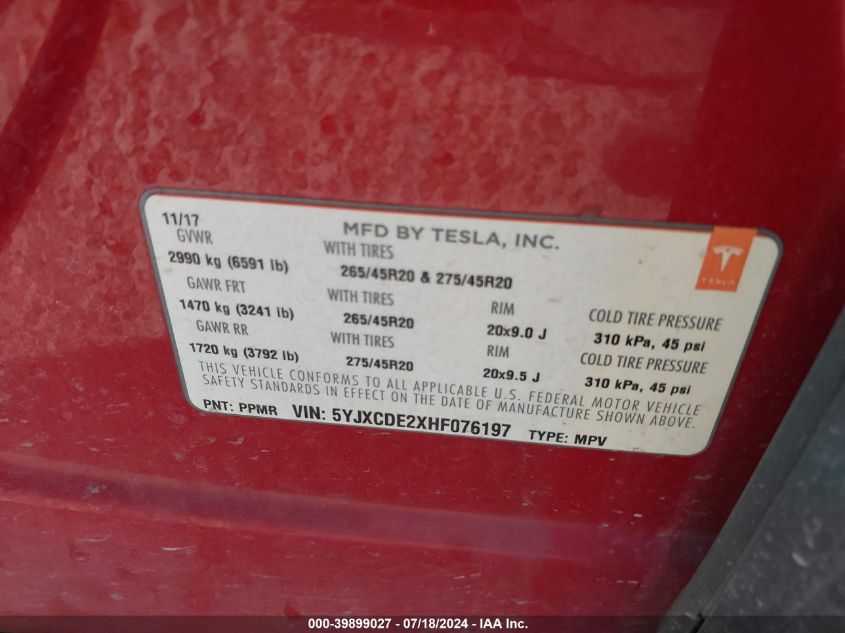 11/17 MFD BY TESLA, INC.
GVWR WITH TIRES
2990 kg (6591 lb) 265/45R20 & 275/45R20
GAWR FRT WITH TIRES RIM COLD TIRE PRESSURE
1470 kg (3241 lb) 265/45R20 20x9.0 J 310 kPa, 45 psi
GAWR RR WITH TIRES RIM COLD TIRE PRESSURE
1720 kg (3792 lb) 275/45R20 20x9.5 J 310 kPa, 45 psi
THIS VEHICLE CONFORMS TO ALL APPLICABLE U.S. FEDERAL MOTOR VEHICLE
SAFETY STANDARDS IN EFFECT ON THE DATE OF MANUFACTURE SHOWN ABOVE.
PNT: PPMR VIN: 5YJXCDE2XHF076197 TYPE: MPV
TESLA
000-39899027 - 07/18/2024 - IAA Inc.